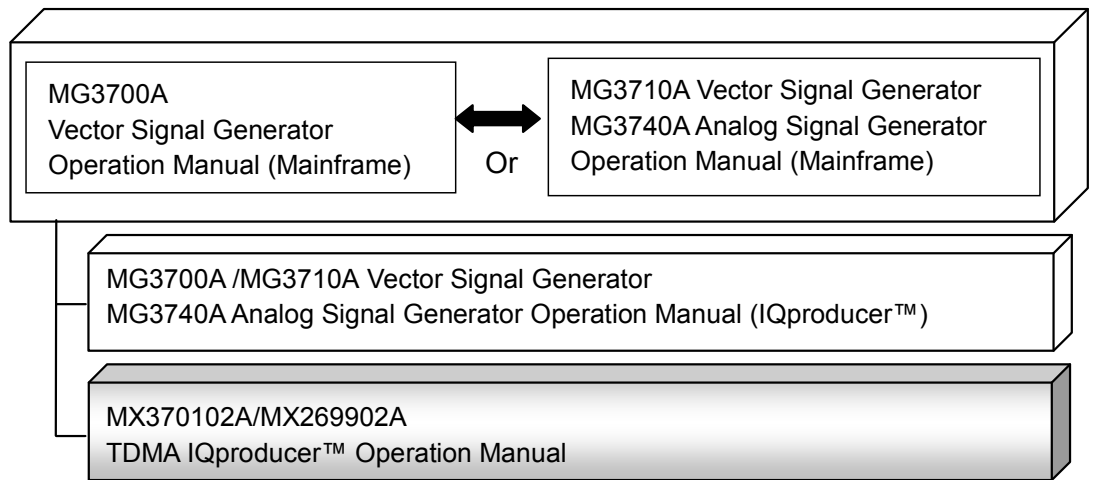 MG3700A
Vector Signal Generator
Operation Manual (Mainframe)
Or
MG3710A Vector Signal Generator
MG3740A Analog Signal Generator
Operation Manual (Mainframe)
MG3700A /MG3710A Vector Signal Generator
MG3740A Analog Signal Generator Operation Manual (IQproducer™)
MX370102A/MX269902A
TDMA IQproducer™ Operation Manual